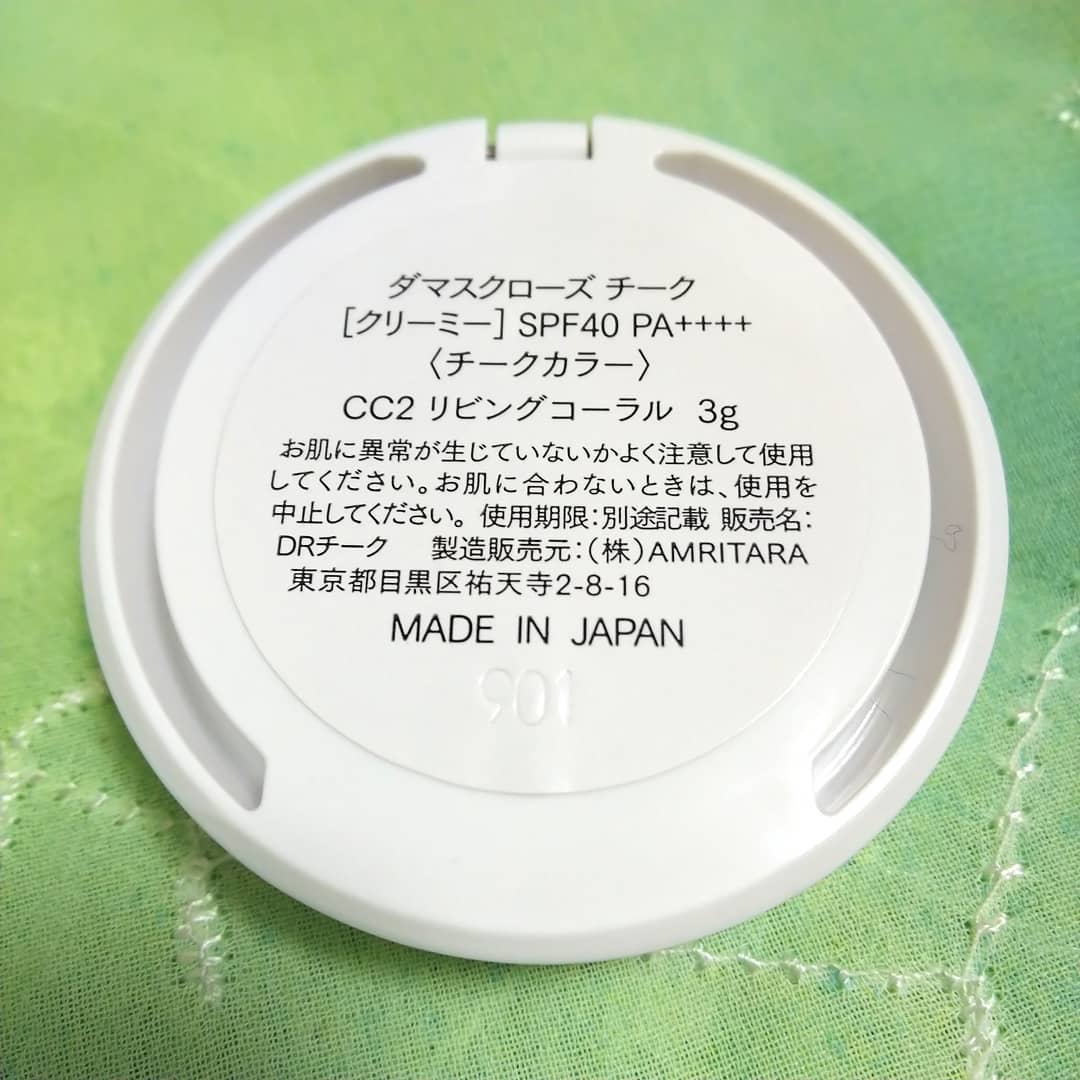 ダマスクローズ チーク
[クリーミー] SPF40 PA++++
〈チークカラー〉
CC2 リビングコーラル 3g
お肌に異常が生じていないかよく注意して使用
してください。お肌に合わないときは、使用を
中止してください。 使用期限:別途記載 販売名:
DRチーク 製造販売元:(株)AMRITARA
東京都目黒区祐天寺2-8-16
MADE IN JAPAN
901